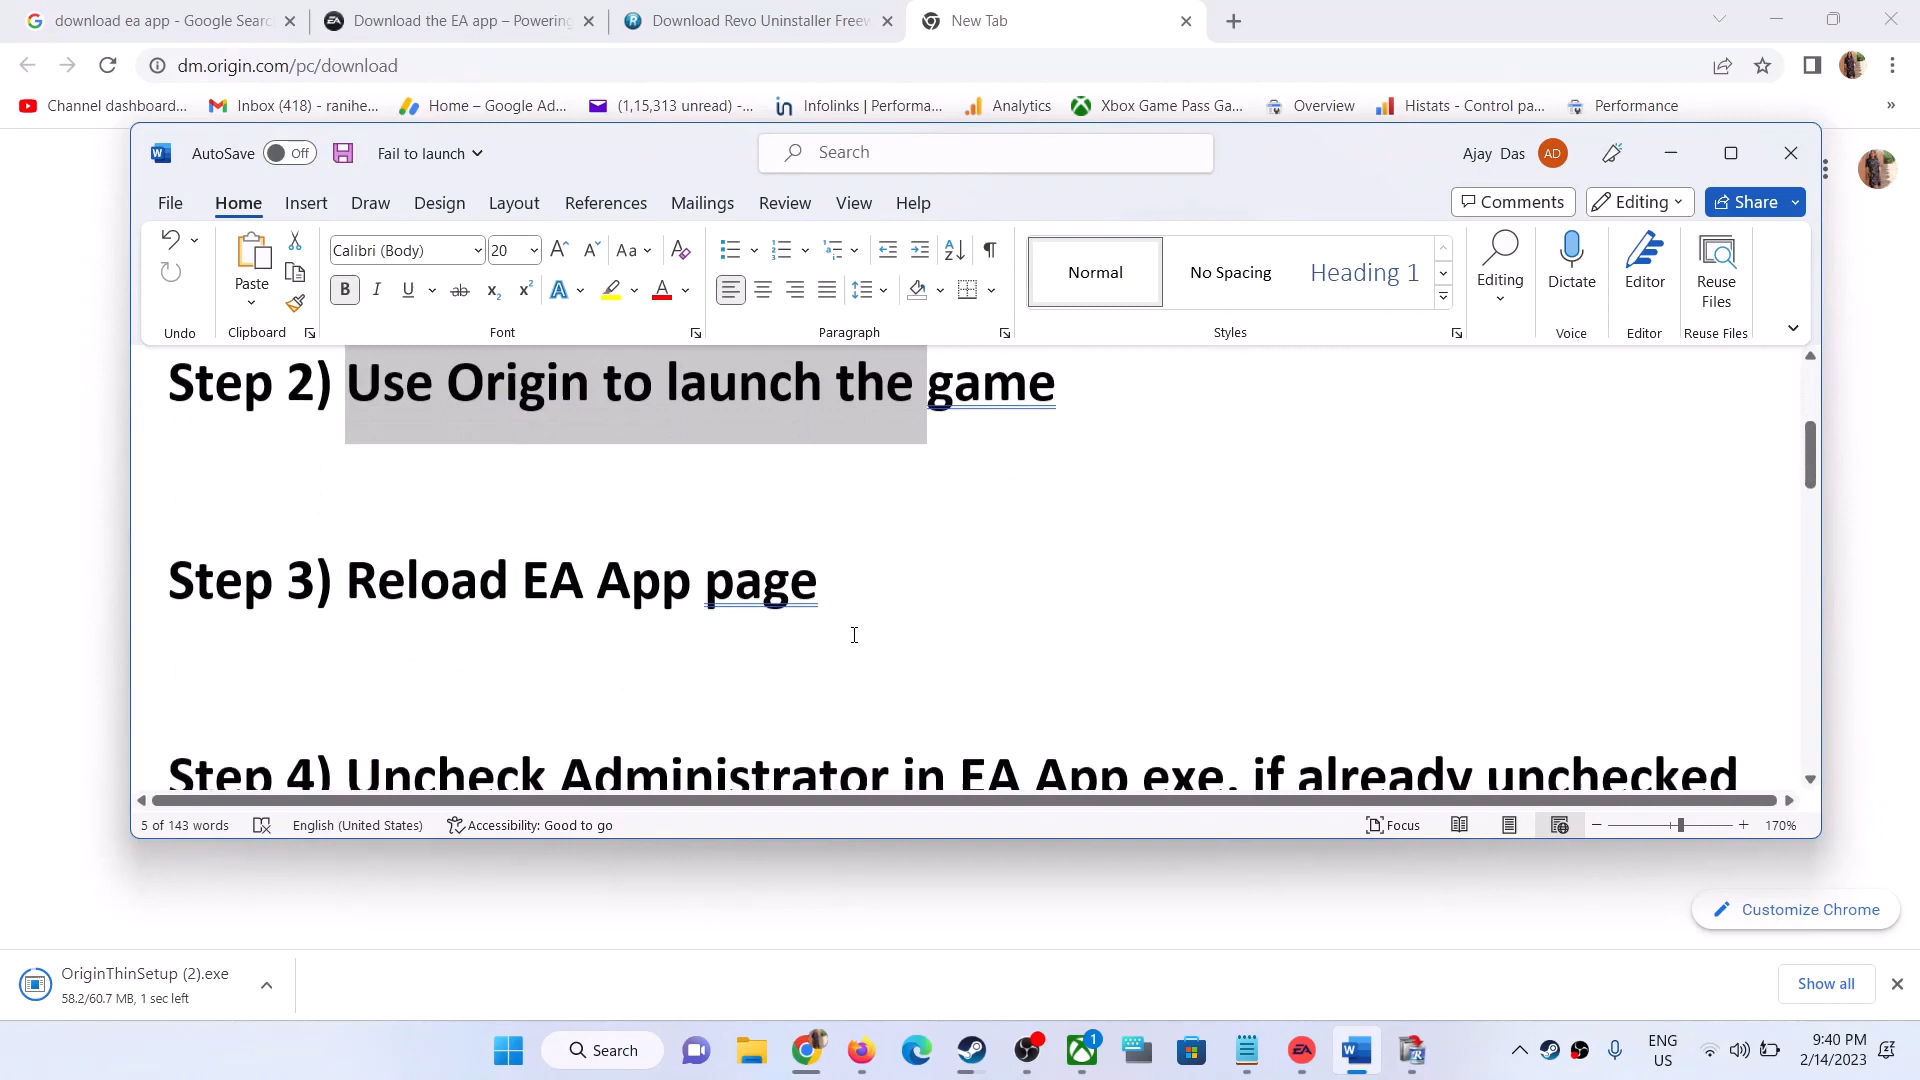 download ea app - Google Searc
Download the EA app – Powering
Download Revo Uninstaller Freew
New Tab
dm.origin.com/pc/download
Channel dashboard...
Inbox (418) - ranihe...
Home – Google Ad...
(1,15,313 unread) -...
Infolinks | Performa...
Analytics
Xbox Game Pass Ga...
Overview
Histats - Control pa...
Performance
»
AutoSave Off
Fail to launch
Search
Ajay Das AD
File Home Insert Draw Design Layout References Mailings Review View Help
Comments Editing Share
Calibri (Body) 20
Paste
Normal No Spacing Heading 1
Editing Dictate Editor Reuse Files
Undo Clipboard Font Paragraph Styles Voice Editor Reuse Files
Step 2) Use Origin to launch the game
Step 3) Reload EA App page
Step 4) Uncheck Administrator in EA App exe, if already unchecked
5 of 143 words English (United States) Accessibility: Good to go Focus 170%
Customize Chrome
OriginThinSetup (2).exe
58.2/60.7 MB, 1 sec left
Show all
Search
1
ENG
US
9:40 PM
2/14/2023